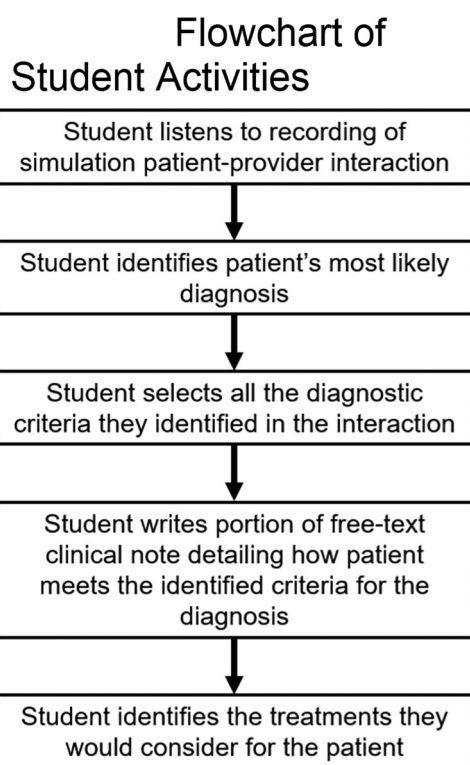 Flowchart of
Student Activities
Student listens to recording of
simulation patient-provider interaction
Student identifies patient's most likely
diagnosis
Student selects all the diagnostic
criteria they identified in the interaction
Student writes portion of free-text
clinical note detailing how patient
meets the identified criteria for the
diagnosis
Student identifies the treatments they
would consider for the patient